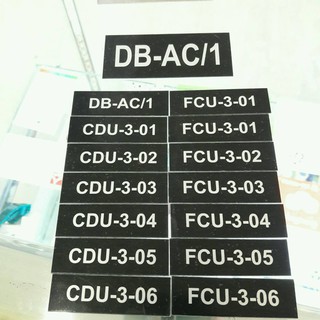 DB-AC/1
DB-AC/1 FCU-3-01
CDU-3-01 FCU-3-01
CDU-3-02 FCU-3-02
CDU-3-03 FCU-3-03
CDU-3-04 FCU-3-04
CDU-3-05 FCU-3-05
CDU-3-06 FCU-3-06